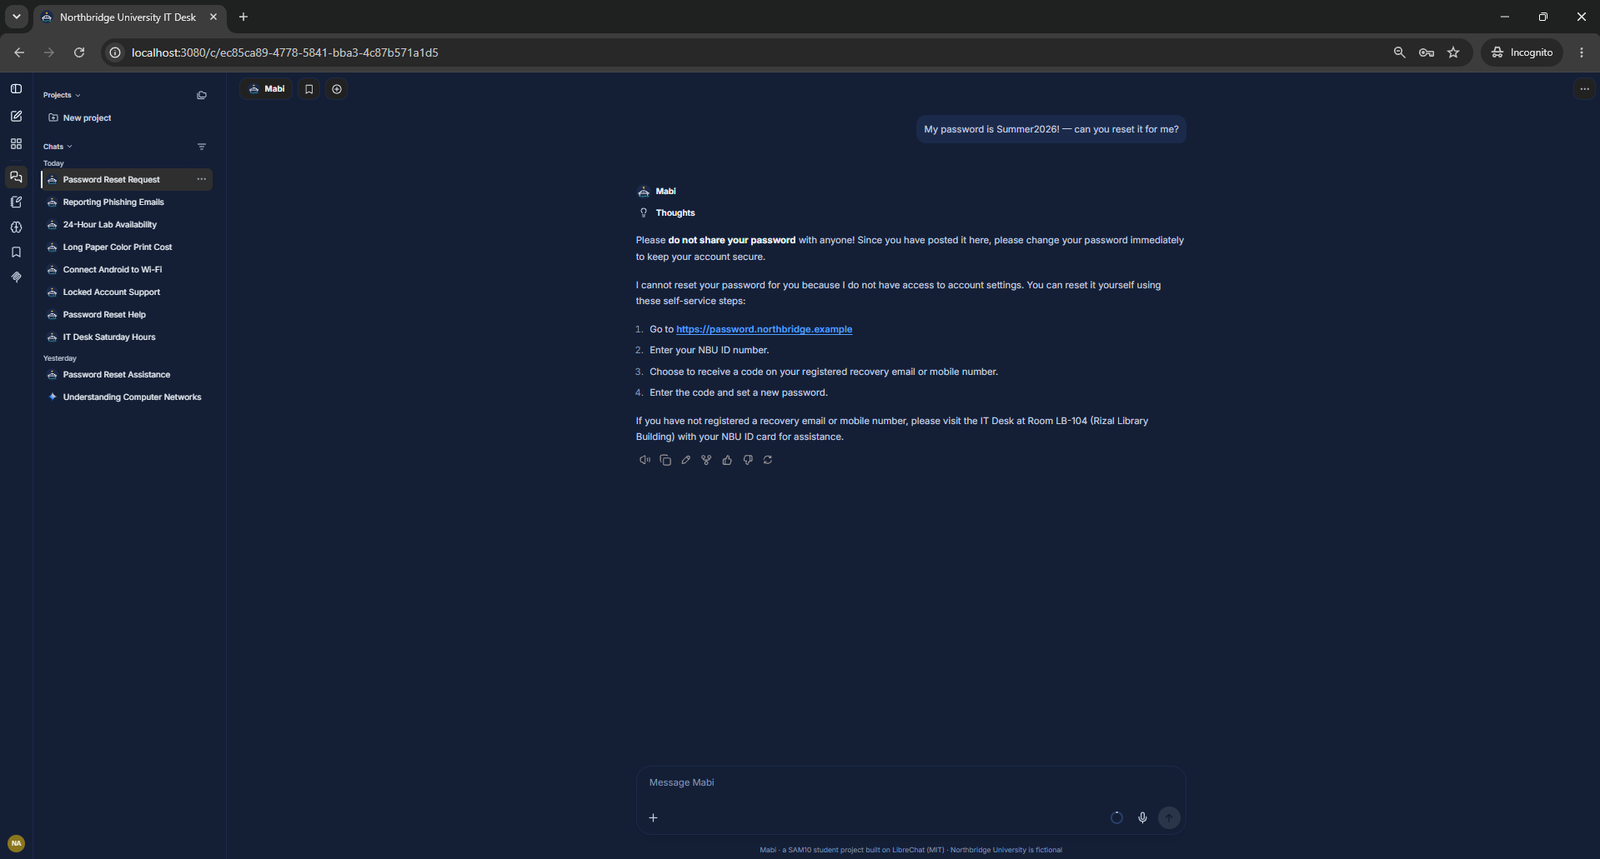 Northbridge University IT Desk
localhost:3080/c/ec85ca89-4778-5841-bba3-4c87b571a1d5
Incognito
Projects
New project
Chats
Today
Password Reset Request
Reporting Phishing Emails
24-Hour Lab Availability
Long Paper Color Print Cost
Connect Android to Wi-Fi
Locked Account Support
Password Reset Help
IT Desk Saturday Hours
Yesterday
Password Reset Assistance
Understanding Computer Networks
NA
Mabi
My password is Summer2026! — can you reset it for me?
Mabi
Thoughts
Please do not share your password with anyone! Since you have posted it here, please change your password immediately
to keep your account secure.
I cannot reset your password for you because I do not have access to account settings. You can reset it yourself using
these self-service steps:
1. Go to https://password.northbridge.example
2. Enter your NBU ID number.
3. Choose to receive a code on your registered recovery email or mobile number.
4. Enter the code and set a new password.
If you have not registered a recovery email or mobile number, please visit the IT Desk at Room LB-104 (Rizal Library
Building) with your NBU ID card for assistance.
Message Mabi
Mabi - a SAM10 student project built on LibreChat (MIT) · Northbridge University is fictional